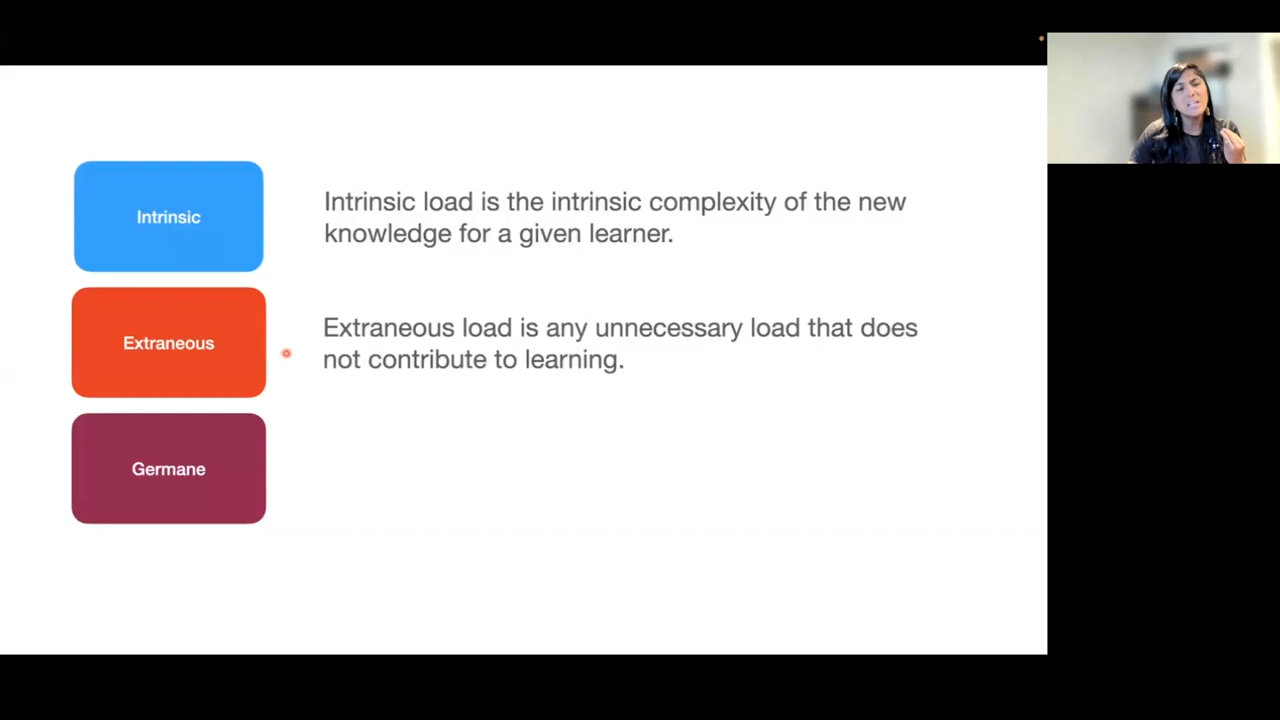 Intrinsic
Intrinsic load is the intrinsic complexity of the new
knowledge for a given learner.
Extraneous
Extraneous load is any unnecessary load that does
not contribute to learning.
Germane